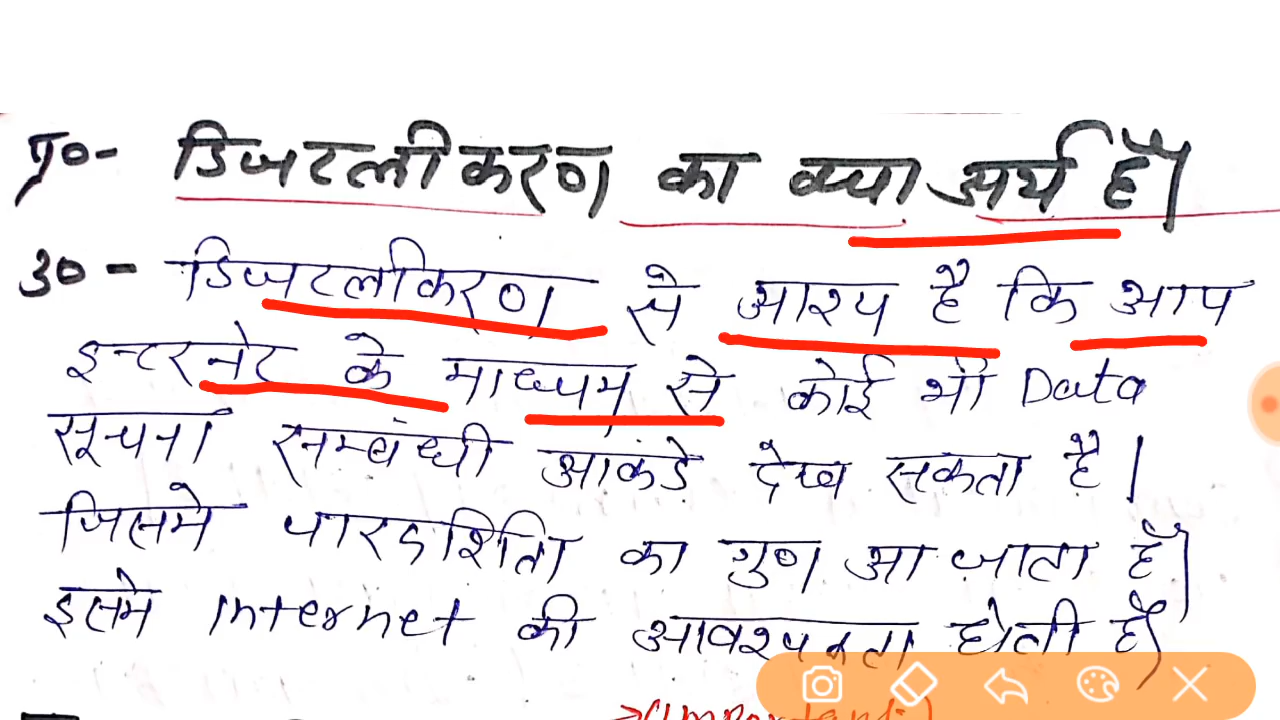 प्र०- डिजटलीकरण का क्या अर्थ है।
उ०- डिजटलीकरण से आश्य है कि आप
इन्टरनेट के माध्यम से कोई भी Data
सूचना सम्बंधी आंकडे देख सकता है।
जिसमे पारदर्शिता का गुण आ जाता है।
इसमे internet की आवश्यकता होती है।